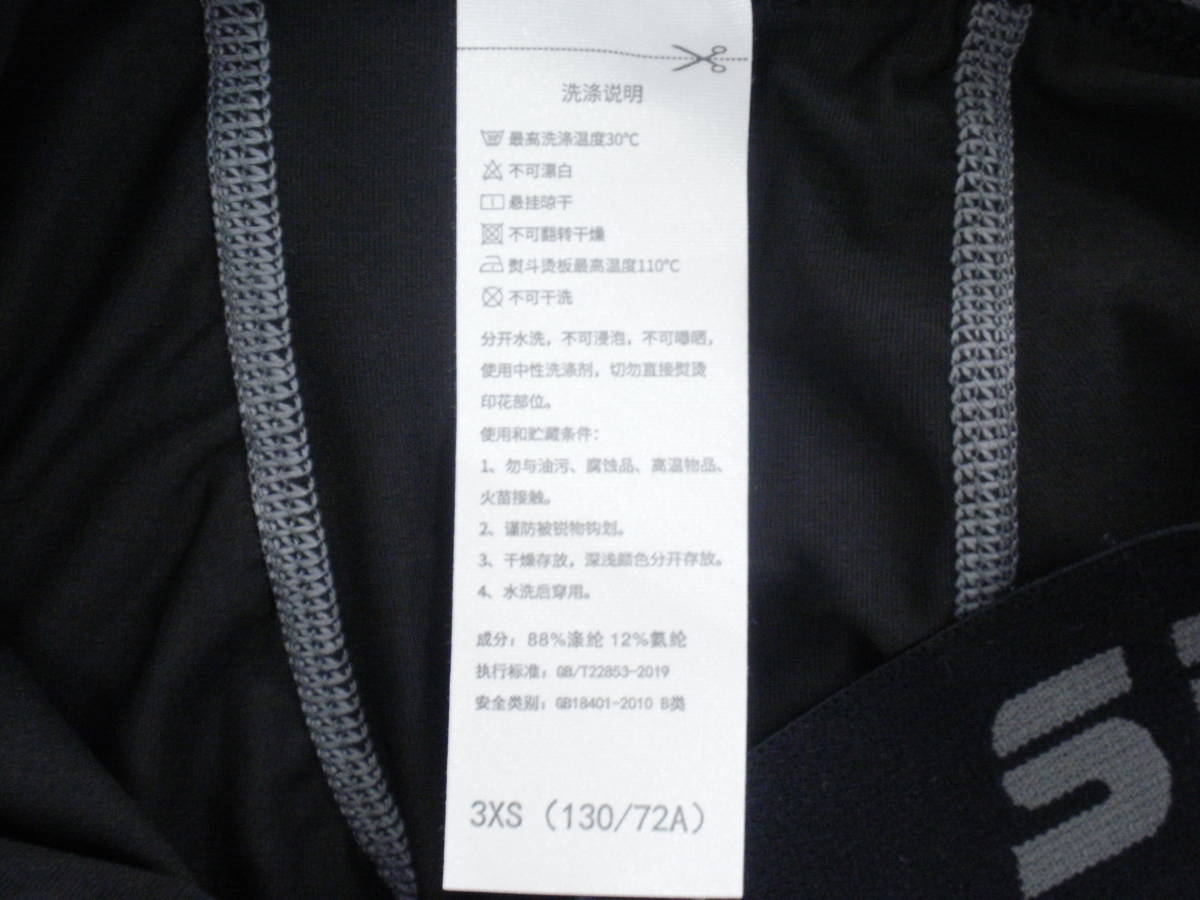 洗涤说明
最高洗涤温度30℃
不可漂白
悬挂晾干
不可翻转干燥
熨斗烫板最高温度110℃
不可干洗
分开水洗，不可浸泡，不可曝晒，
使用中性洗涤剂，切勿直接熨烫
印花部位。
使用和贮藏条件：
1、勿与油污、腐蚀品、高温物品、
火苗接触。
2、谨防被锐物钩划。
3、干燥存放，深浅颜色分开存放。
4、水洗后穿用。
成分：88%涤纶 12%氨纶
执行标准：GB/T22853-2019
安全类别：GB18401-2010 B类
3XS（130/72A）
S